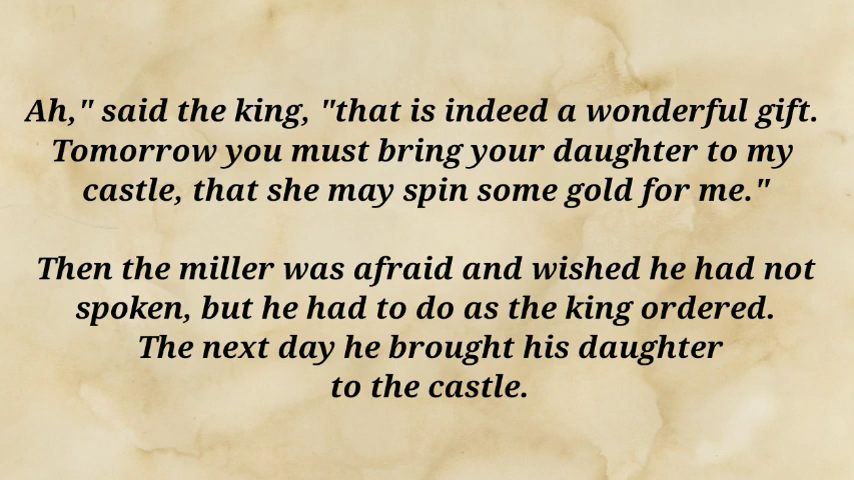 Ah," said the king, "that is indeed a wonderful gift.
Tomorrow you must bring your daughter to my
castle, that she may spin some gold for me."
Then the miller was afraid and wished he had not
spoken, but he had to do as the king ordered.
The next day he brought his daughter
to the castle.